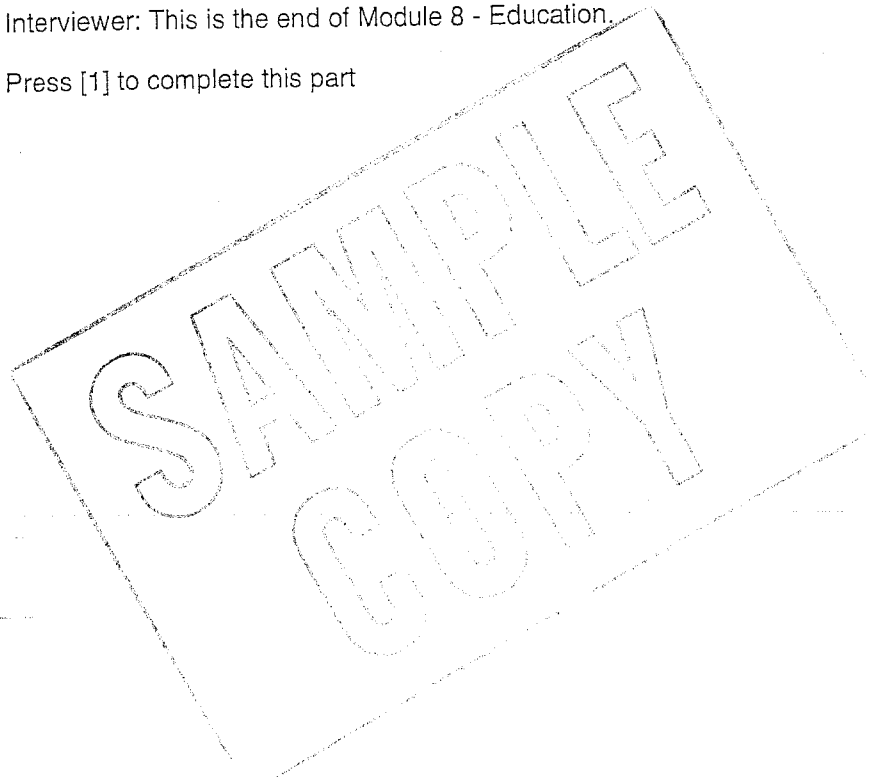 Interviewer: This is the end of Module 8 - Education.
Press [1] to complete this part
SAMPLE
COPY